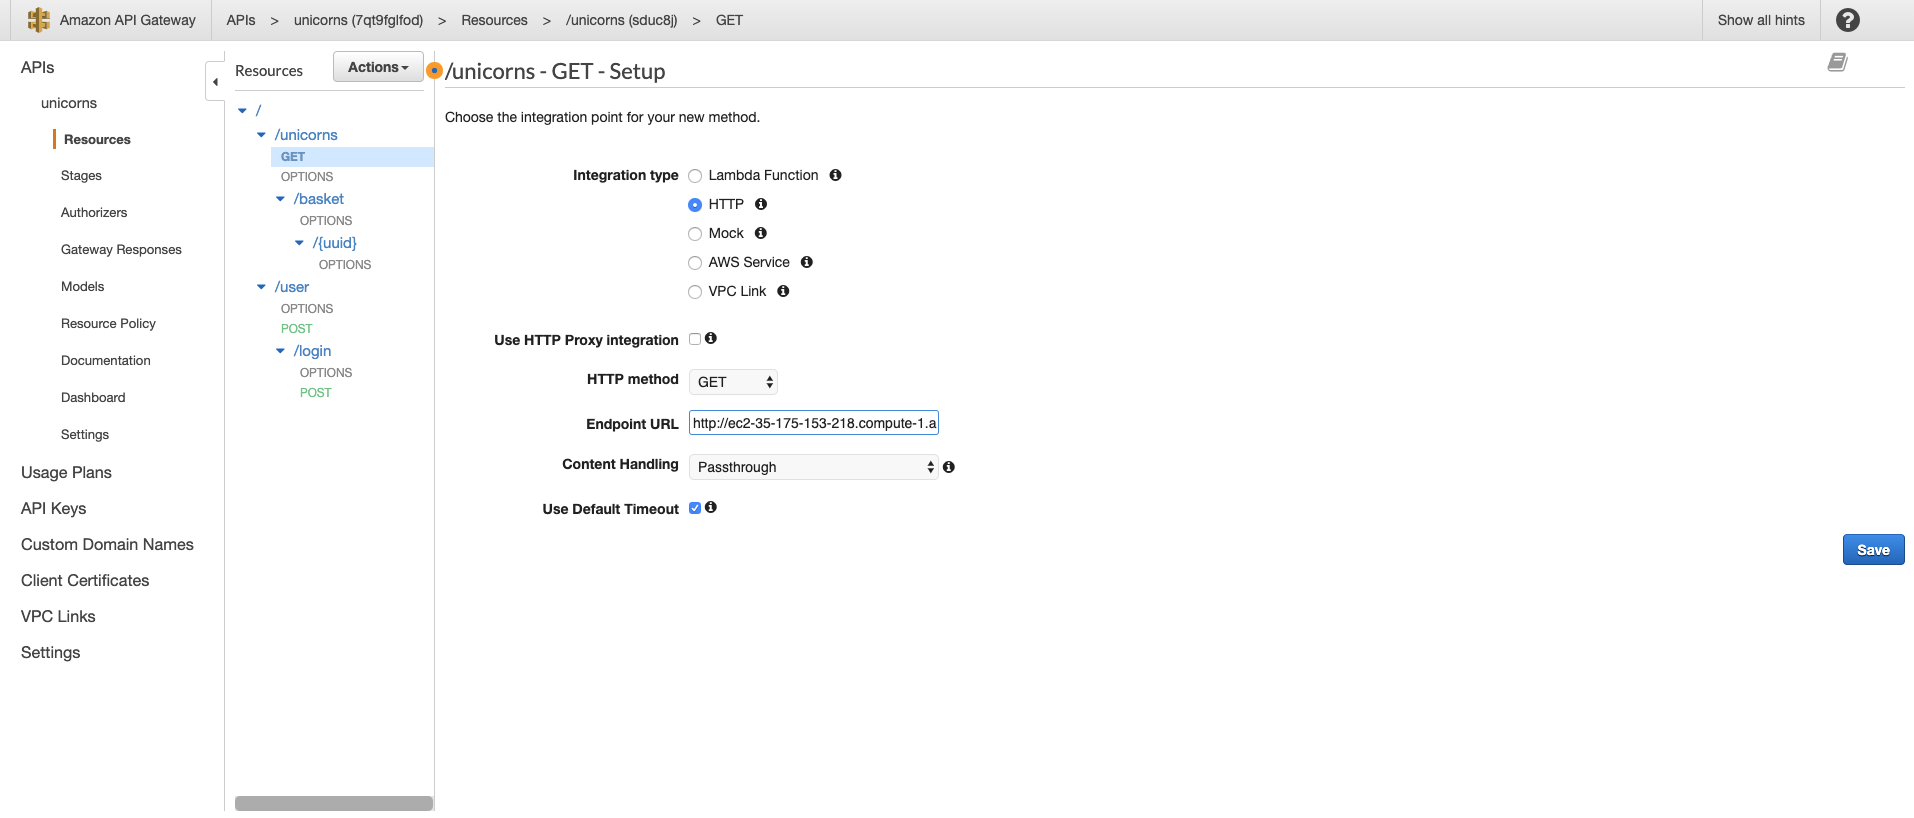 Amazon API Gateway
APIs > unicorns (7qt9fglfod) > Resources > /unicorns (sduc8j) > GET
Show all hints
?
APIs
unicorns
Resources
Stages
Authorizers
Gateway Responses
Models
Resource Policy
Documentation
Dashboard
Settings
Usage Plans
API Keys
Custom Domain Names
Client Certificates
VPC Links
Settings
Resources
Actions
/
/unicorns
GET
OPTIONS
/basket
OPTIONS
/{uuid}
OPTIONS
/user
OPTIONS
POST
/login
OPTIONS
POST
/unicorns - GET - Setup
Choose the integration point for your new method.
Integration type
Lambda Function
HTTP
Mock
AWS Service
VPC Link
Use HTTP Proxy integration
HTTP method GET
Endpoint URL http://ec2-35-175-153-218.compute-1.a
Content Handling Passthrough
Use Default Timeout
Save